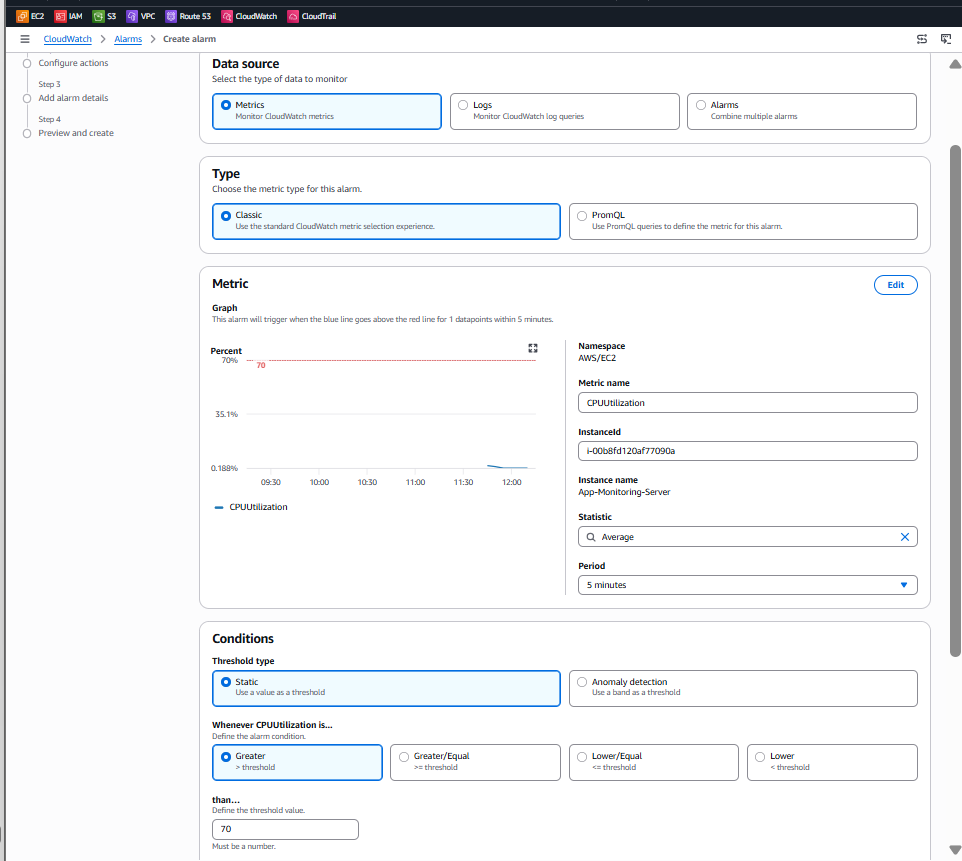 EC2 IAM S3 VPC Route 53 CloudWatch CloudTrail
CloudWatch > Alarms > Create alarm
Configure actions
Step 3
Add alarm details
Step 4
Preview and create
Data source
Select the type of data to monitor
Metrics
Monitor CloudWatch metrics
Logs
Monitor CloudWatch log queries
Alarms
Combine multiple alarms
Type
Choose the metric type for this alarm.
Classic
Use the standard CloudWatch metric selection experience.
PromQL
Use PromQL queries to define the metric for this alarm.
Metric
Edit
Graph
This alarm will trigger when the blue line goes above the red line for 1 datapoints within 5 minutes.
Percent
70%
70
35.1%
0.188%
09:30 10:00 10:30 11:00 11:30 12:00
CPUUtilization
Namespace
AWS/EC2
Metric name
CPUUtilization
InstanceId
i-00b8fd120af77090a
Instance name
App-Monitoring-Server
Statistic
Average
Period
5 minutes
Conditions
Threshold type
Static
Use a value as a threshold
Anomaly detection
Use a band as a threshold
Whenever CPUUtilization is...
Define the alarm condition.
Greater
> threshold
Greater/Equal
>= threshold
Lower/Equal
<= threshold
Lower
< threshold
than...
Define the threshold value.
70
Must be a number.